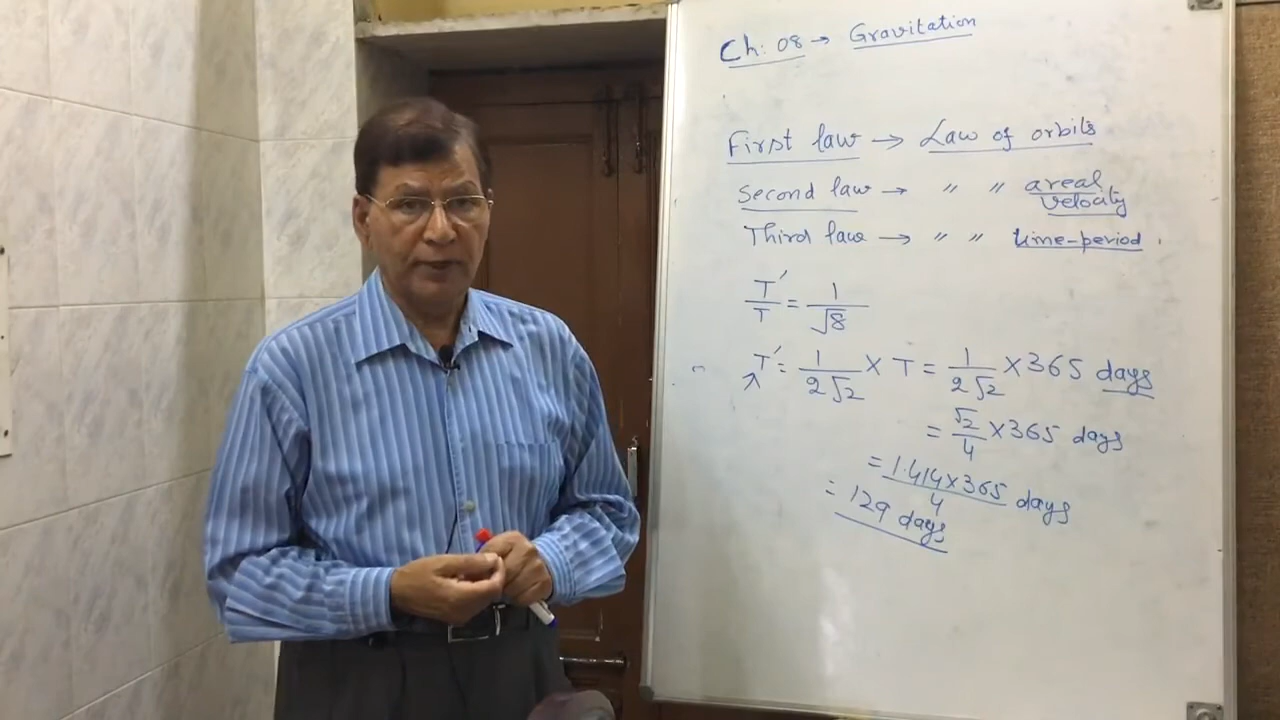 Ch: 08 → Gravitation
First law → Law of orbits
Second law → " " areal velocity
Third law → " " time-period.
T'/T = 1/√8
T' = 1/2√2 × T = 1/2√2 × 365 days
= √2/4 × 365 days
= 1.414×365/4 days
= 129 days